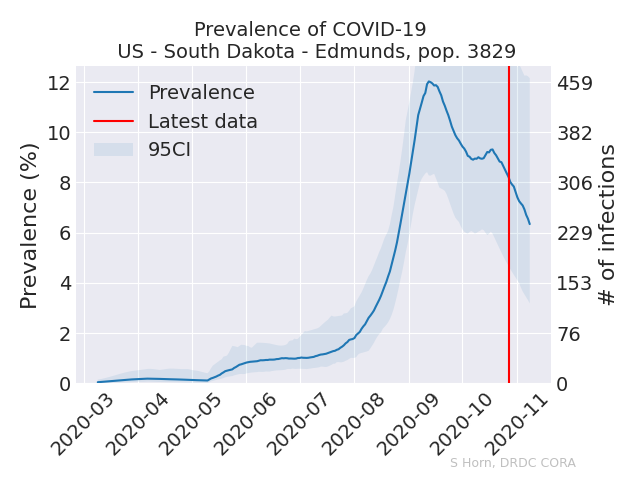 Prevalence of COVID-19
US - South Dakota - Edmunds, pop. 3829
Prevalence
Latest data
95CI
Prevalence (%)
12
10
8
6
4
2
0
459
382
306
229
153
76
0
# of infections
2020-03
2020-04
2020-05
2020-06
2020-07
2020-08
2020-09
2020-10
2020-11
S Horn, DRDC CORA